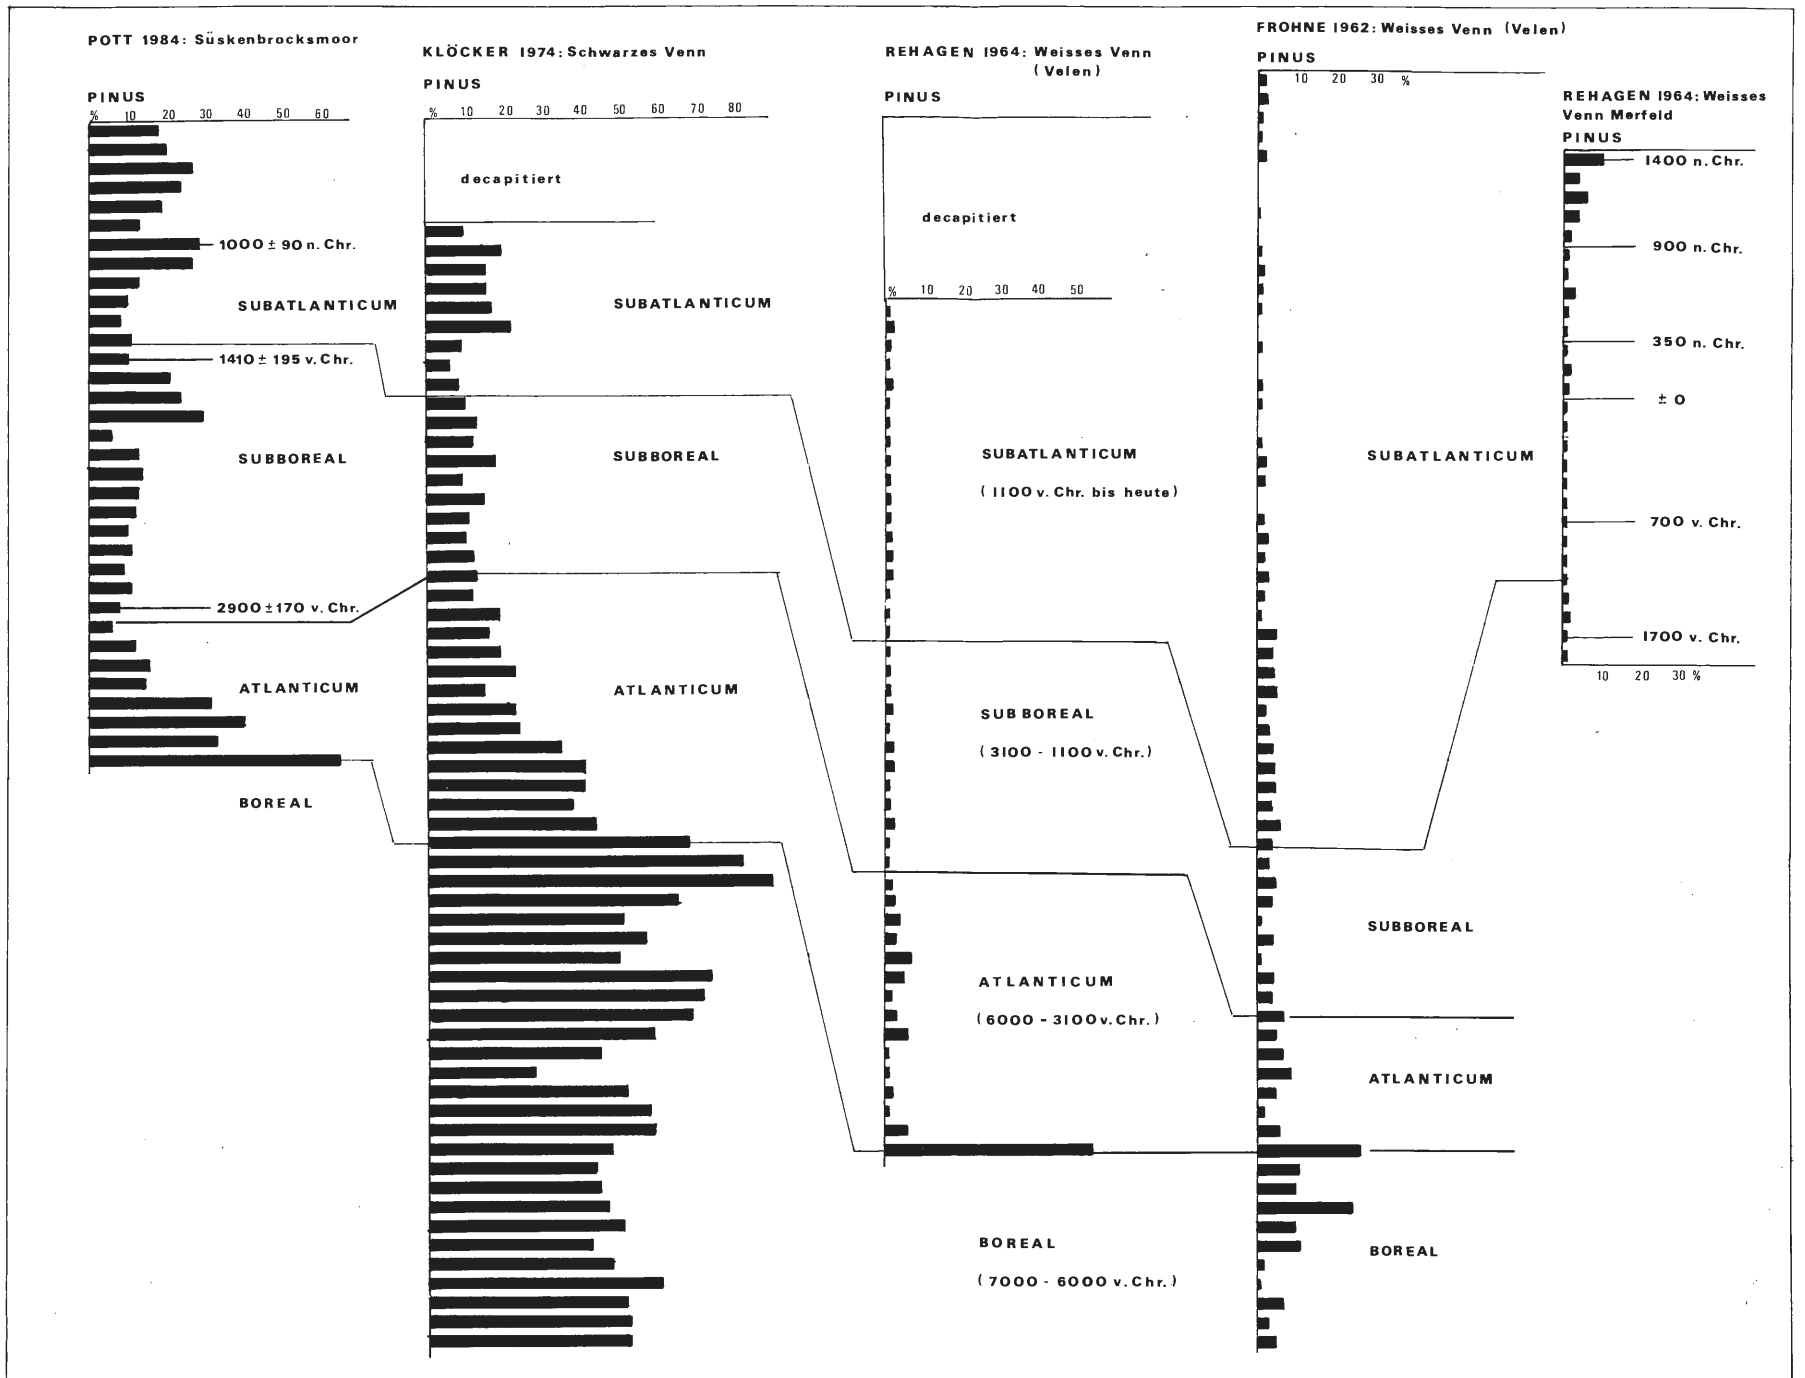 POTT 1984: Süskenbrocksmoor
PINUS
% 10 20 30 40 50 60
1000 ± 90 n. Chr.
SUBATLANTICUM
1410 ± 195 v. Chr.
SUBBOREAL
2900 ± 170 v. Chr.
ATLANTICUM
BOREAL
KLÖCKER 1974: Schwarzes Venn
PINUS
% 10 20 30 40 50 60 70 80
decapitiert
SUBATLANTICUM
SUBBOREAL
ATLANTICUM
REHAGEN 1964: Weisses Venn
(Velen)
PINUS
decapitiert
% 10 20 30 40 50
SUBATLANTICUM
(1100 v. Chr. bis heute)
SUBBOREAL
(3100 - 1100 v. Chr.)
ATLANTICUM
(6000 - 3100 v. Chr.)
BOREAL
(7000 - 6000 v. Chr.)
FROHNE 1962: Weisses Venn (Velen)
PINUS
10 20 30 %
SUBATLANTICUM
SUBBOREAL
ATLANTICUM
BOREAL
REHAGEN 1964: Weisses
Venn Merfeld
PINUS
1400 n. Chr.
900 n. Chr.
350 n. Chr.
± 0
700 v. Chr.
1700 v. Chr.
10 20 30 %